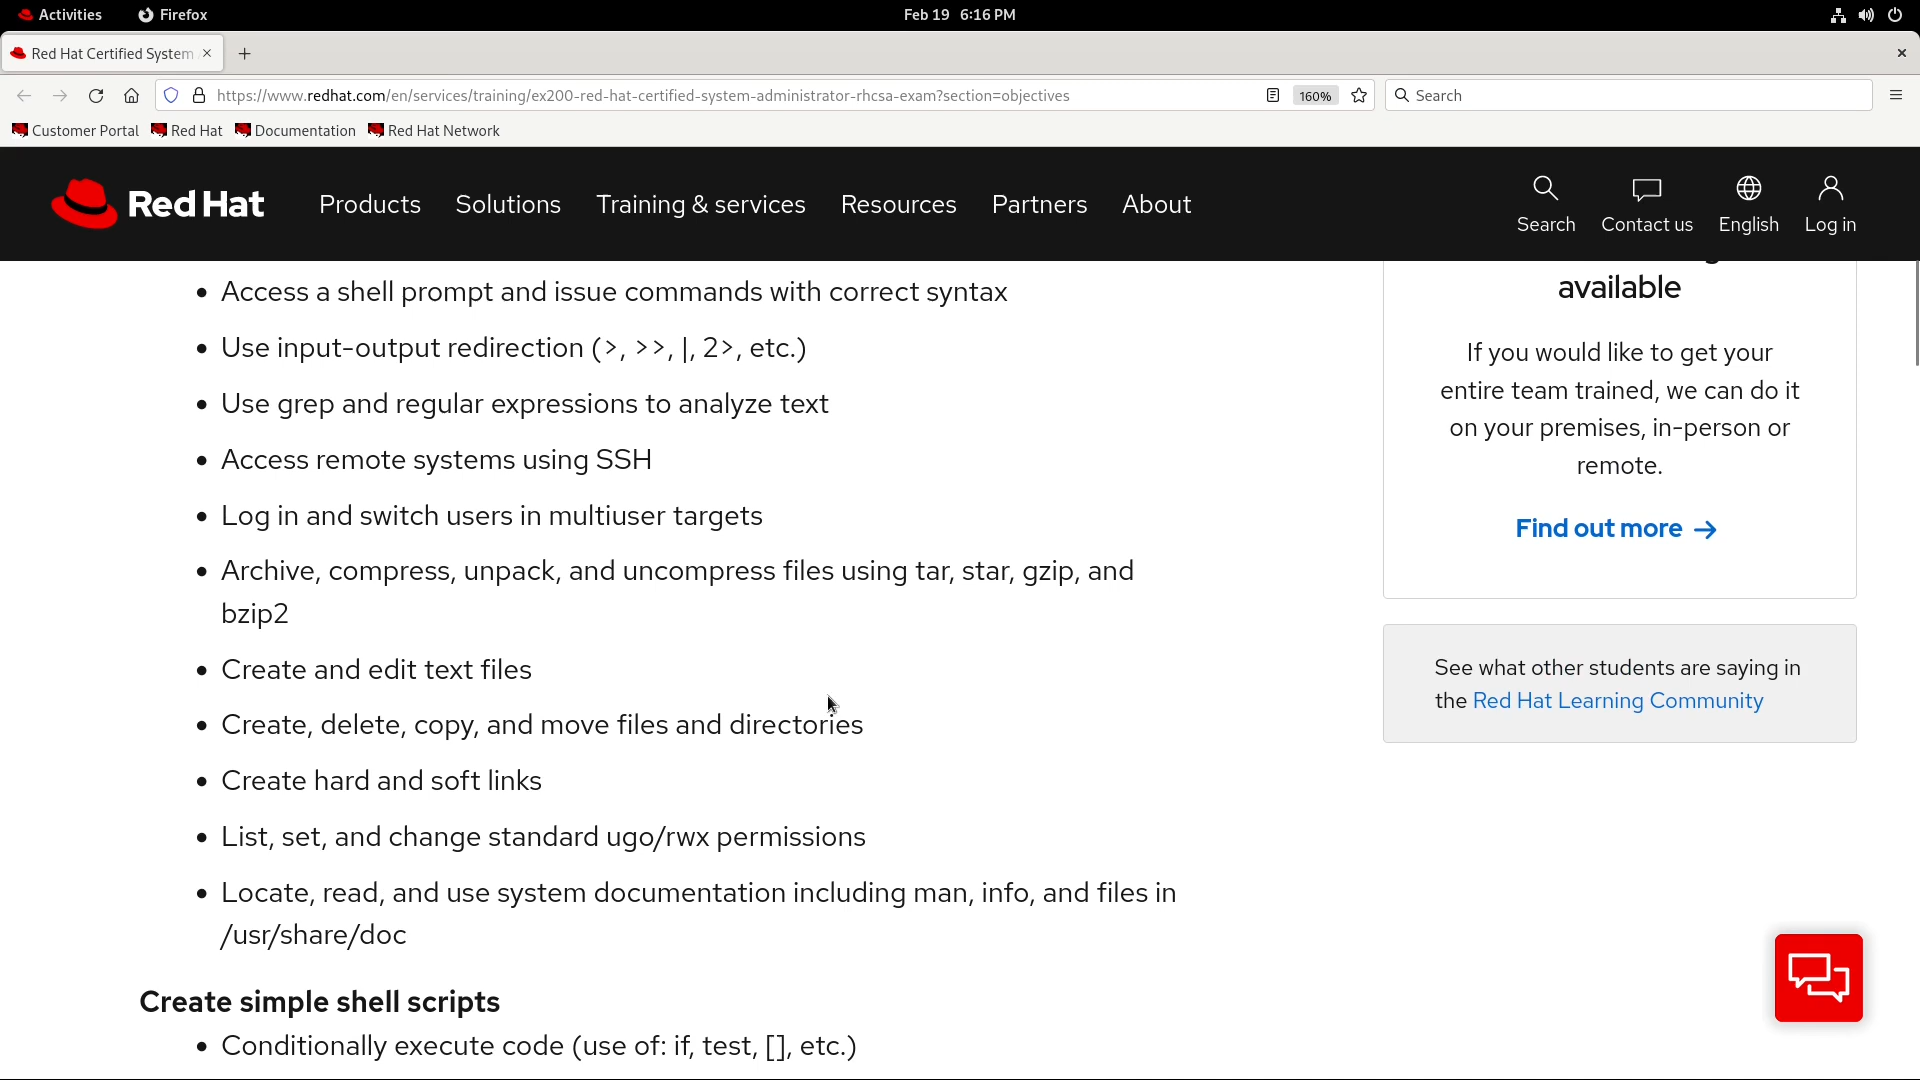 Activities Firefox Feb 19 6:16 PM
Red Hat Certified System
https://www.redhat.com/en/services/training/ex200-red-hat-certified-system-administrator-rhcsa-exam?section=objectives 160% Search
Customer Portal Red Hat Documentation Red Hat Network
Red Hat Products Solutions Training & services Resources Partners About
Search Contact us English Log in
• Access a shell prompt and issue commands with correct syntax
• Use input-output redirection (>, >>, |, 2>, etc.)
• Use grep and regular expressions to analyze text
• Access remote systems using SSH
• Log in and switch users in multiuser targets
• Archive, compress, unpack, and uncompress files using tar, star, gzip, and
bzip2
• Create and edit text files
• Create, delete, copy, and move files and directories
• Create hard and soft links
• List, set, and change standard ugo/rwx permissions
• Locate, read, and use system documentation including man, info, and files in
/usr/share/doc
Create simple shell scripts
• Conditionally execute code (use of: if, test, [], etc.)
available
If you would like to get your
entire team trained, we can do it
on your premises, in-person or
remote.
Find out more →
See what other students are saying in
the Red Hat Learning Community